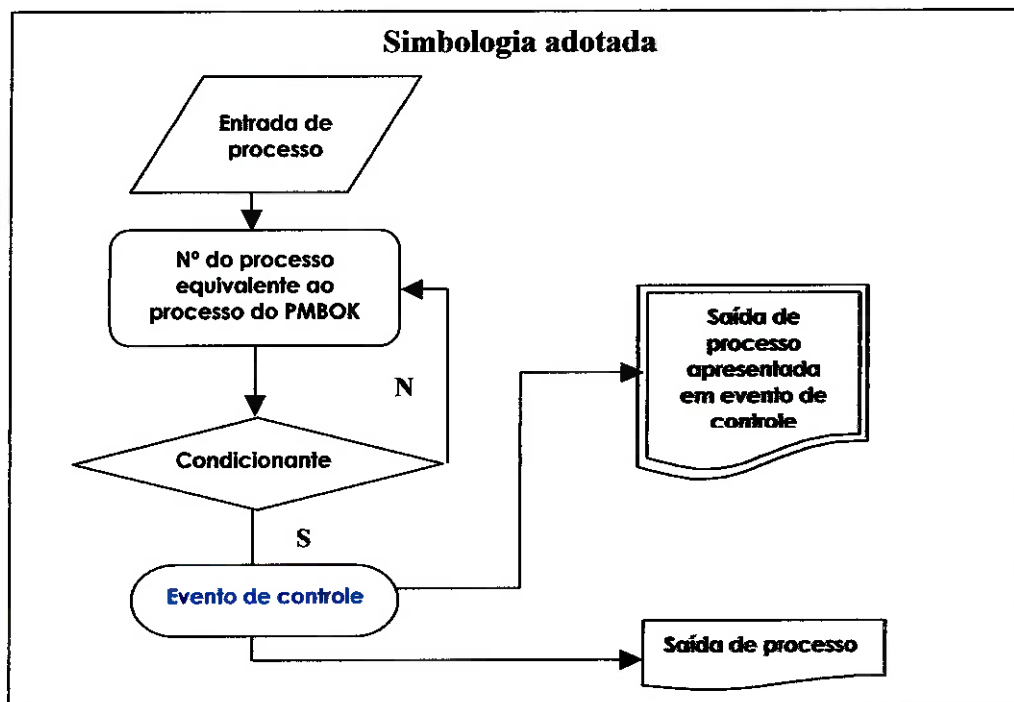 Simbologia adotada
Entrada de
processo
Nº do processo
equivalente ao
processo do PMBOK
N
Condicionante
S
Evento de controle
Saída de
processo
apresentada
em evento de
controle
Saída de processo